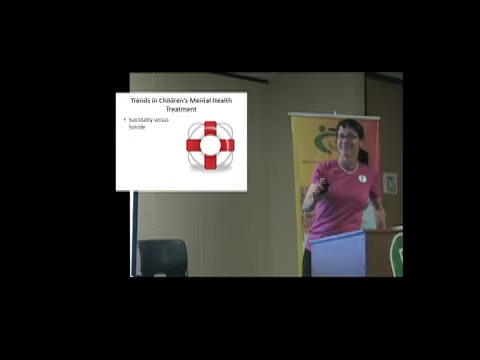 Trends in Children's Mental Health
Treatment
• Suicidality versus
Suicide